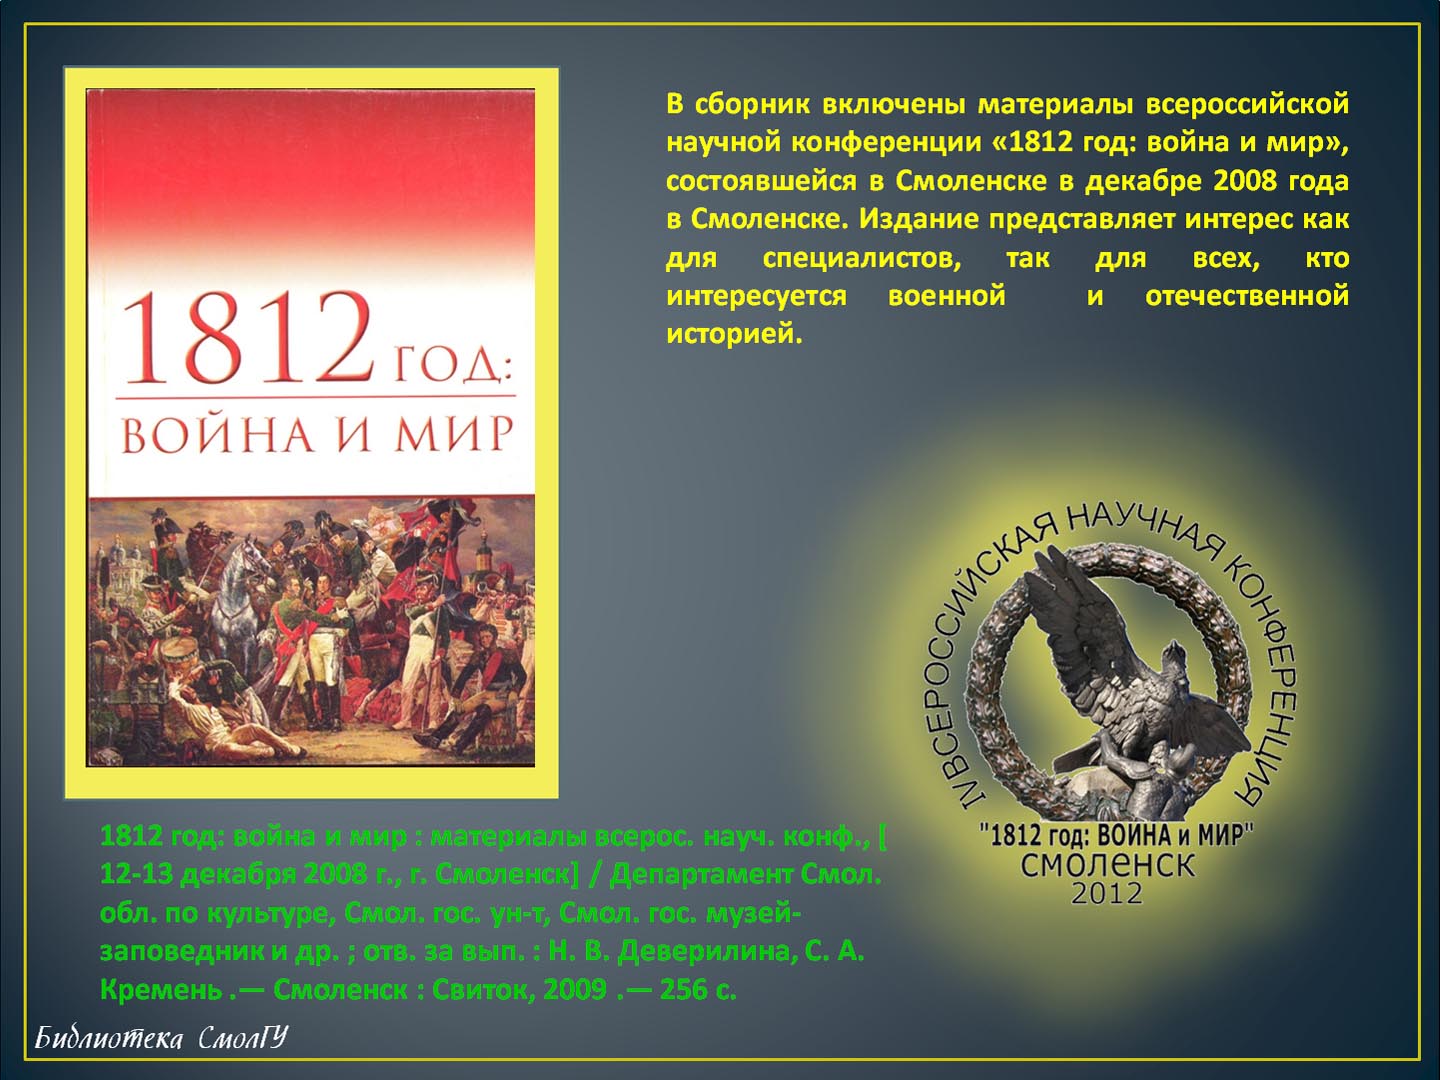 1812 ГОД:
ВОЙНА И МИР
В сборник включены материалы всероссийской
научной конференции «1812 год: война и мир»,
состоявшейся в Смоленске в декабре 2008 года
в Смоленске. Издание представляет интерес как
для специалистов, так для всех, кто
интересуется военной и отечественной
историей.
IV ВСЕРОССИЙСКАЯ НАУЧНАЯ КОНФЕРЕНЦИЯ
"1812 год: ВОЙНА и МИР"
СМОЛЕНСК
2012
1812 год: война и мир : материалы всерос. науч. конф., [
12-13 декабря 2008 г., г. Смоленск] / Департамент Смол.
обл. по культуре, Смол. гос. ун-т, Смол. гос. музей-
заповедник и др. ; отв. за вып. : Н. В. Деверилина, С. А.
Кремень .— Смоленск : Свиток, 2009 .— 256 с.
Библиотека СмолГУ